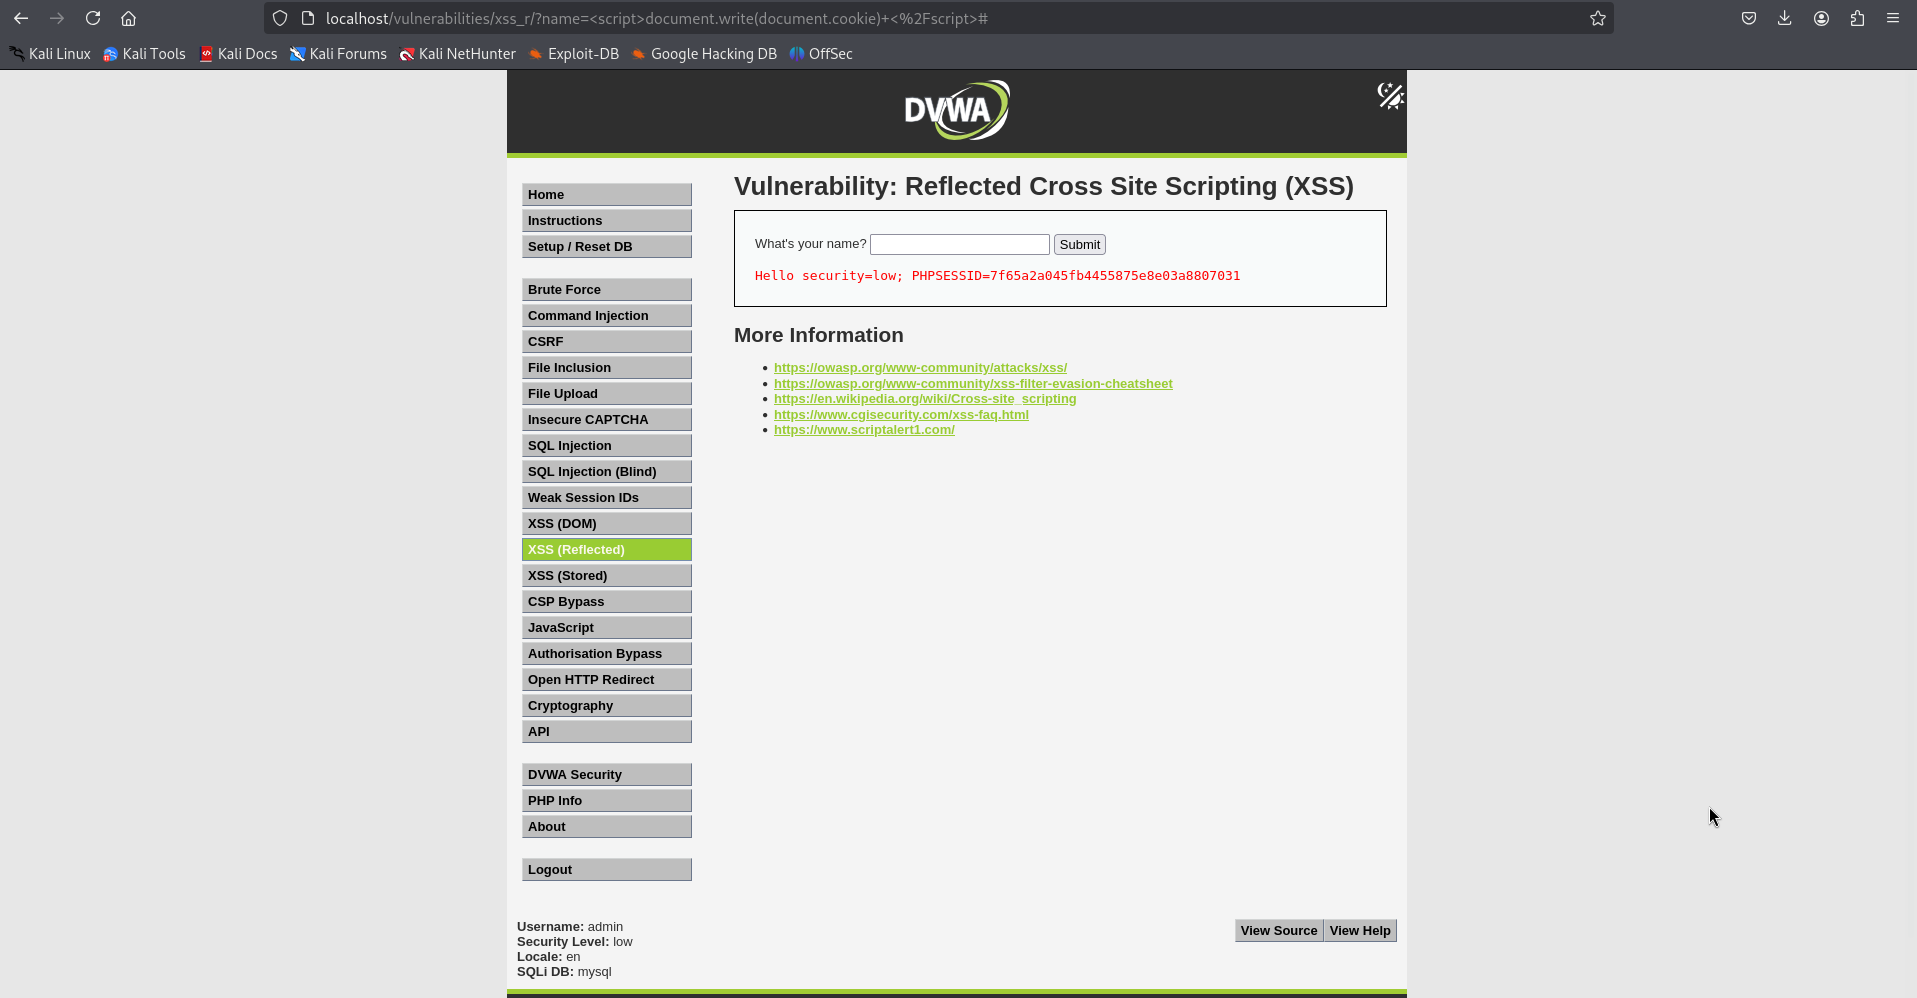 localhost/vulnerabilities/xss_r/?name=<script>document.write(document.cookie)+<%2Fscript>#
Kali Linux Kali Tools Kali Docs Kali Forums Kali NetHunter Exploit-DB Google Hacking DB OffSec
DVWA
Home
Instructions
Setup / Reset DB
Brute Force
Command Injection
CSRF
File Inclusion
File Upload
Insecure CAPTCHA
SQL Injection
SQL Injection (Blind)
Weak Session IDs
XSS (DOM)
XSS (Reflected)
XSS (Stored)
CSP Bypass
JavaScript
Authorisation Bypass
Open HTTP Redirect
Cryptography
API
DVWA Security
PHP Info
About
Logout
Vulnerability: Reflected Cross Site Scripting (XSS)
What's your name? Submit
Hello security=low; PHPSESSID=7f65a2a045fb4455875e8e03a8807031
More Information
https://owasp.org/www-community/attacks/xss/
https://owasp.org/www-community/xss-filter-evasion-cheatsheet
https://en.wikipedia.org/wiki/Cross-site_scripting
https://www.cgisecurity.com/xss-faq.html
https://www.scriptalert1.com/
Username: admin
Security Level: low
Locale: en
SQLi DB: mysql
View Source View Help